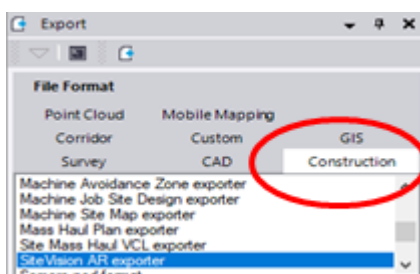 Export
File Format
Point Cloud Mobile Mapping
Corridor Custom GIS
Survey CAD Construction
Machine Avoidance Zone exporter
Machine Job Site Design exporter
Machine Site Map exporter
Mass Haul Plan exporter
Site Mass Haul VCL exporter
SiteVision AR exporter